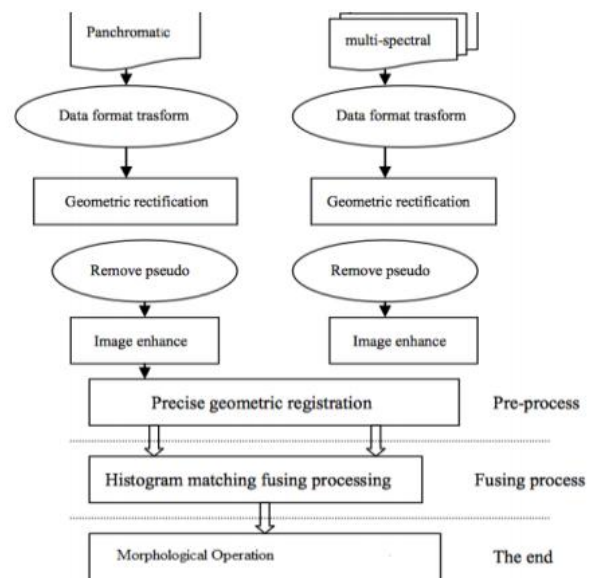 Panchromatic
multi-spectral
Data format trasform
Data format trasform
Geometric rectification
Geometric rectification
Remove pseudo
Remove pseudo
Image enhance
Image enhance
Precise geometric registration
Pre-process
Histogram matching fusing processing
Fusing process
Morphological Operation
The end